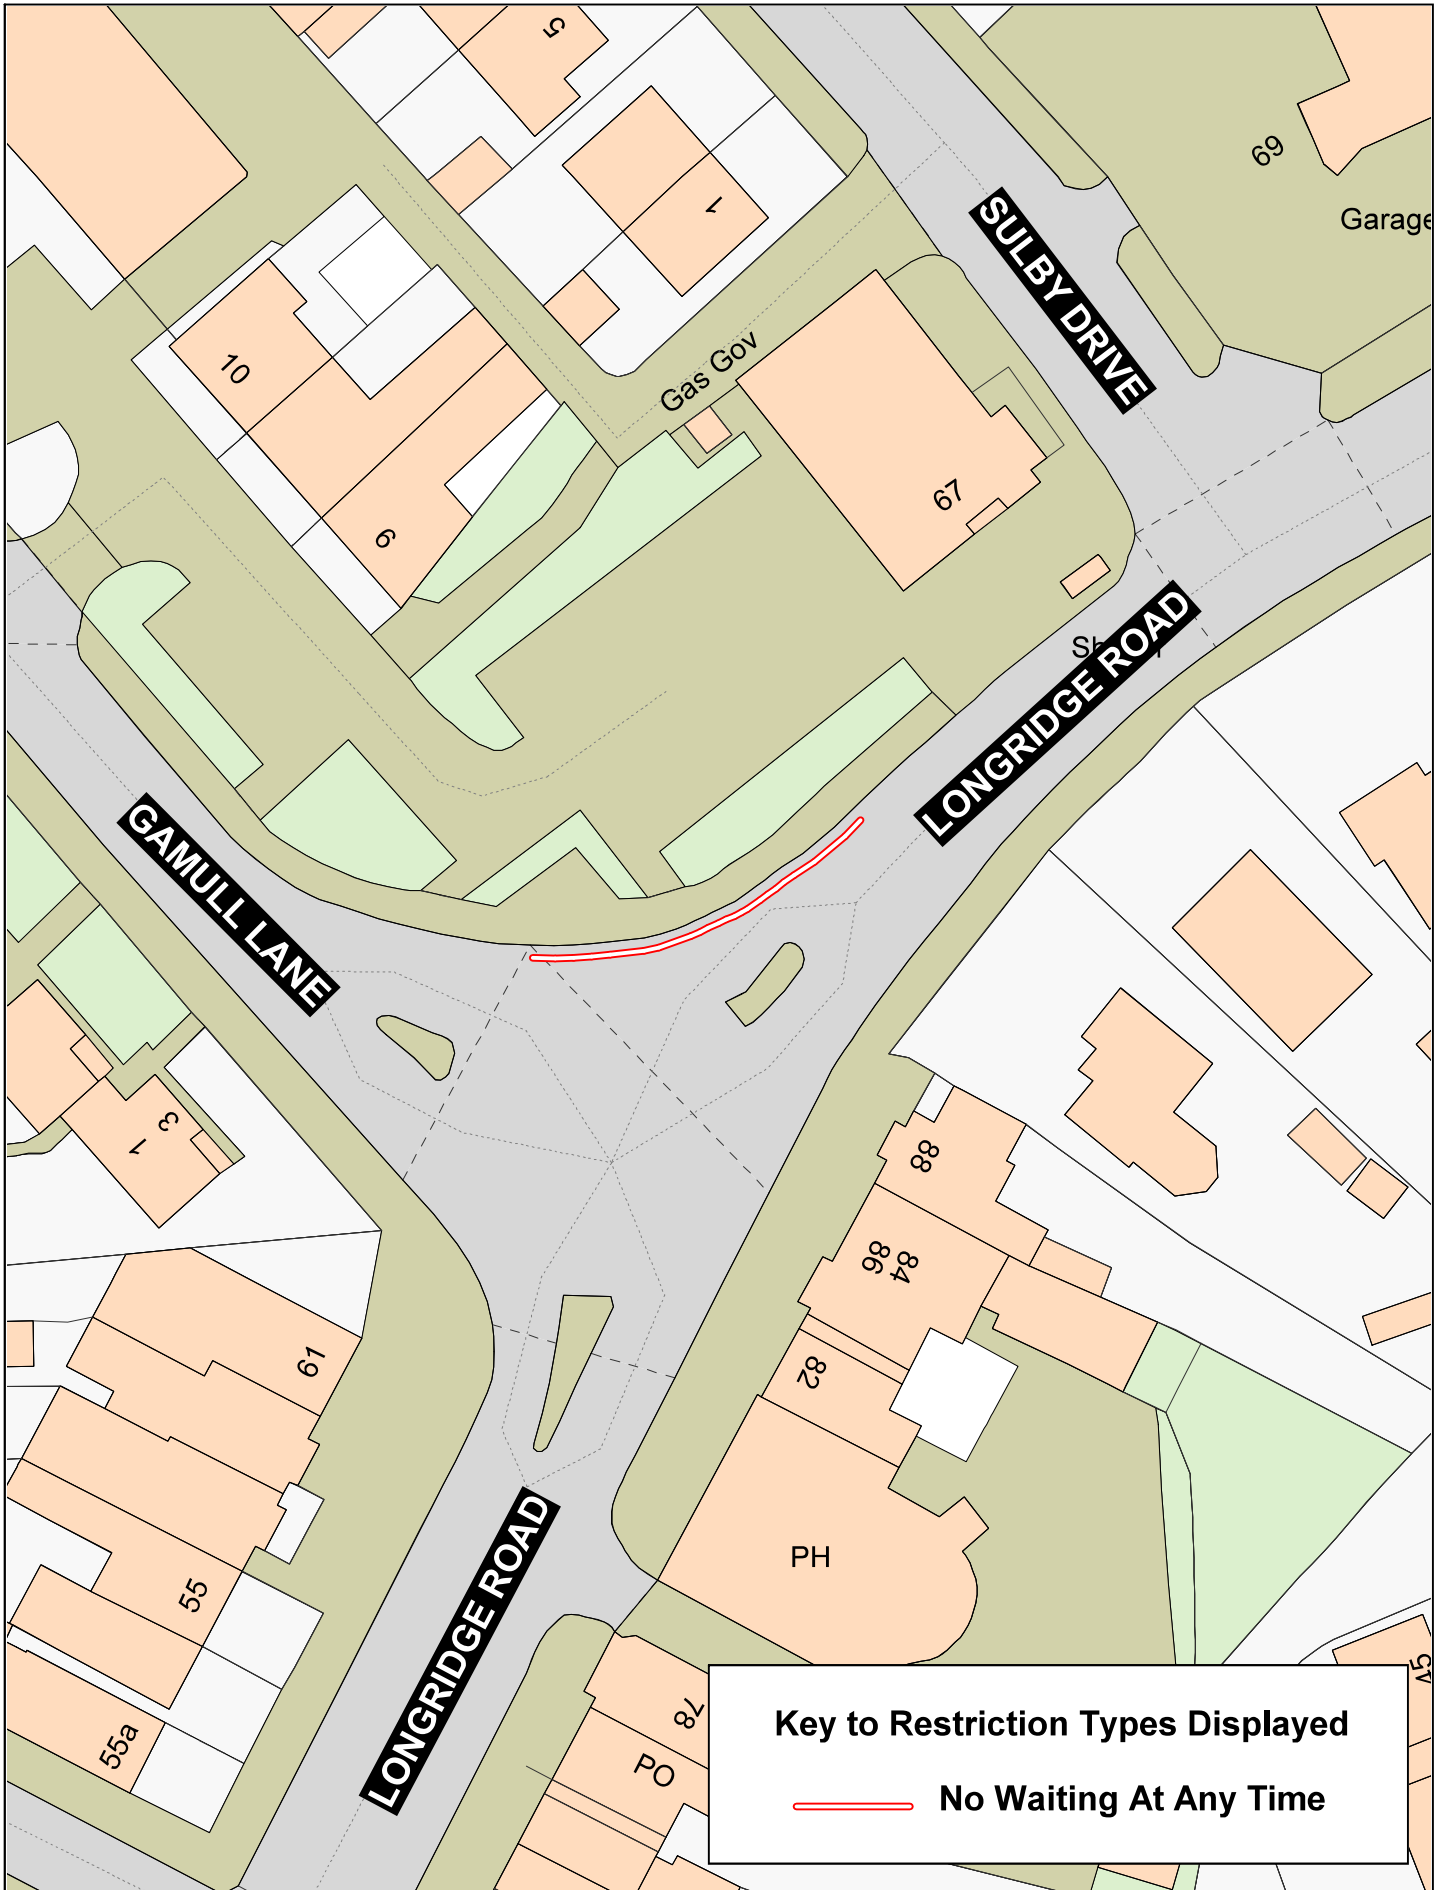 5
69
1
Garage
SULBY DRIVE
10
Gas Gov
67
9
LONGRIDGE ROAD
GAMULL LANE
3
1
88
86
84
61
82
PH
55
LONGRIDGE ROAD
45
78
55a
PO
Key to Restriction Types Displayed
No Waiting At Any Time